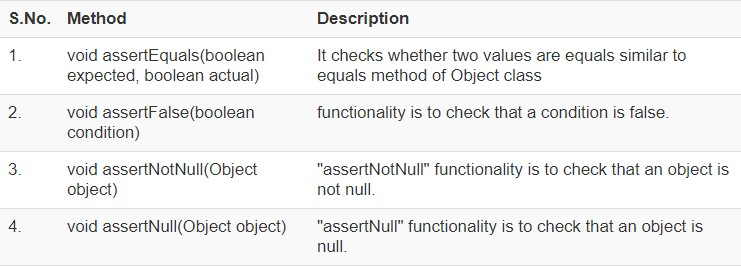 S.No. Method Description
1. void assertEquals(boolean It checks whether two values are equals similar to
expected, boolean actual) equals method of Object class
2. void assertFalse(boolean functionality is to check that a condition is false.
condition)
3. void assertNotNull(Object "assertNotNull" functionality is to check that an object is
object) not null.
4. void assertNull(Object object) "assertNull" functionality is to check that an object is
null.